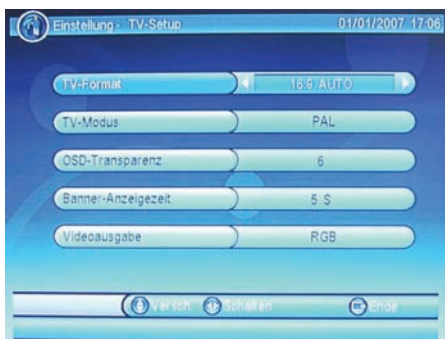 Einstellung - TV-Setup 01/01/2007 17:06
TV-Format 16:9 AUTO
TV-Modus PAL
OSD-Transparenz 6
Banner-Anzeigezeit 5 S
Videoausgabe RGB
Versch Schalten Ende